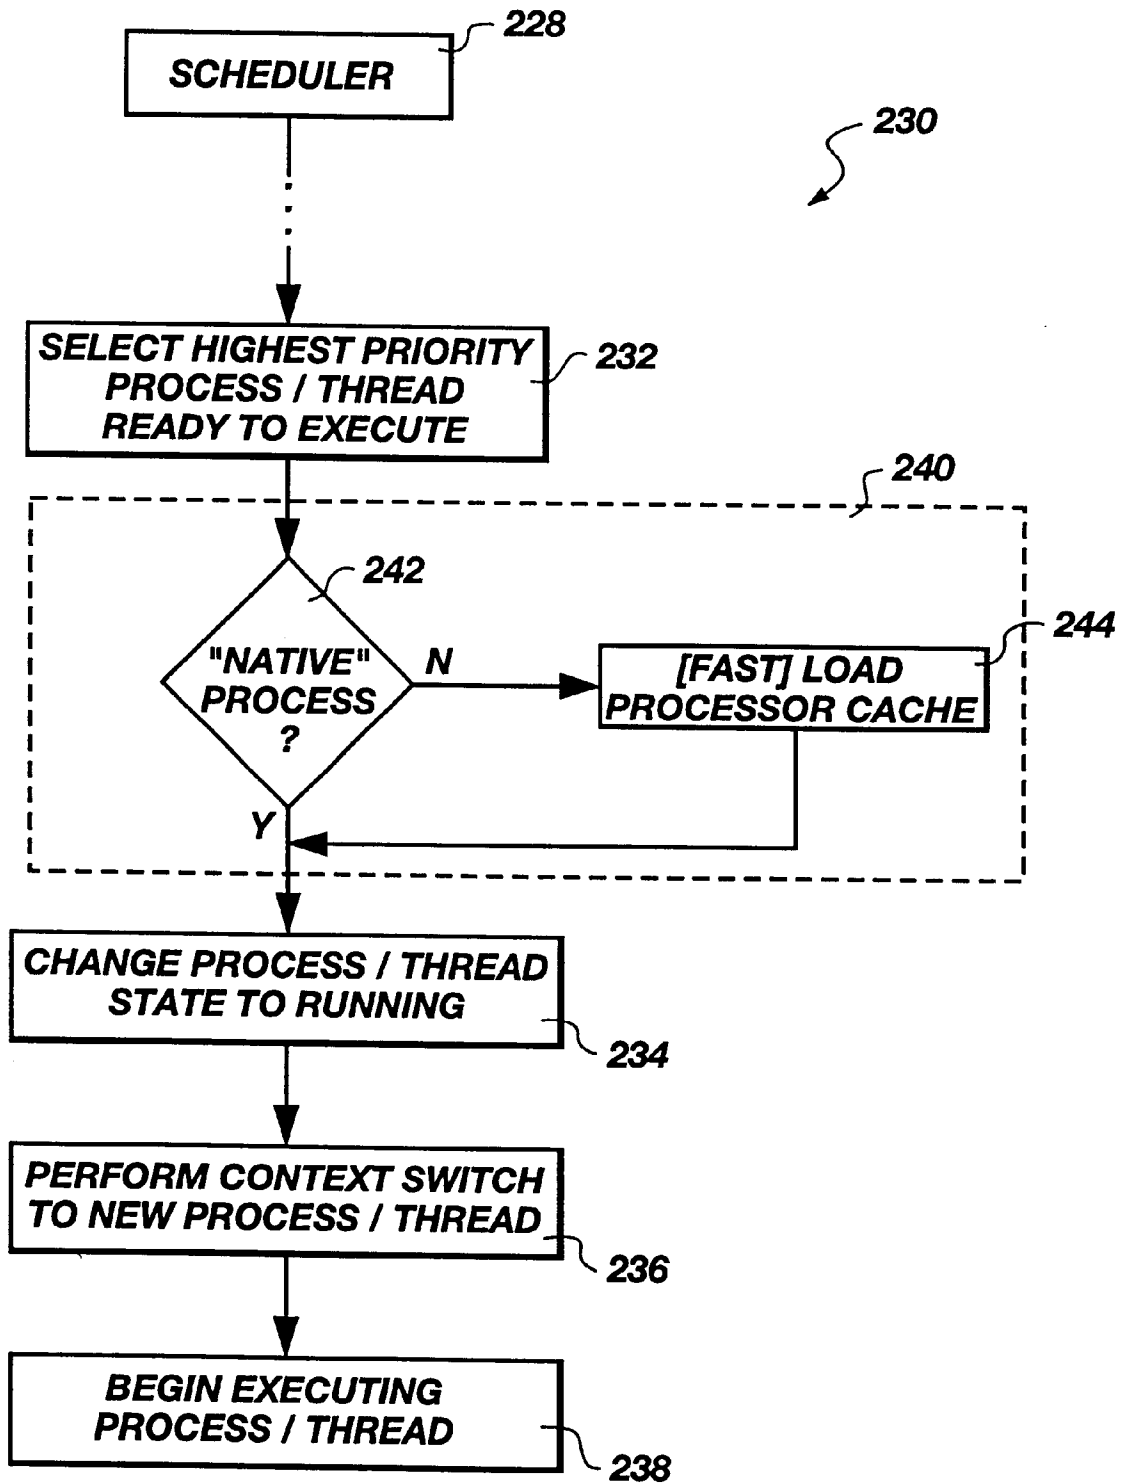 228
SCHEDULER
230
SELECT HIGHEST PRIORITY
PROCESS / THREAD
READY TO EXECUTE
232
240
242
"NATIVE"
PROCESS
?
N
Y
244
[FAST] LOAD
PROCESSOR CACHE
CHANGE PROCESS / THREAD
STATE TO RUNNING
234
PERFORM CONTEXT SWITCH
TO NEW PROCESS / THREAD
236
BEGIN EXECUTING
PROCESS / THREAD
238